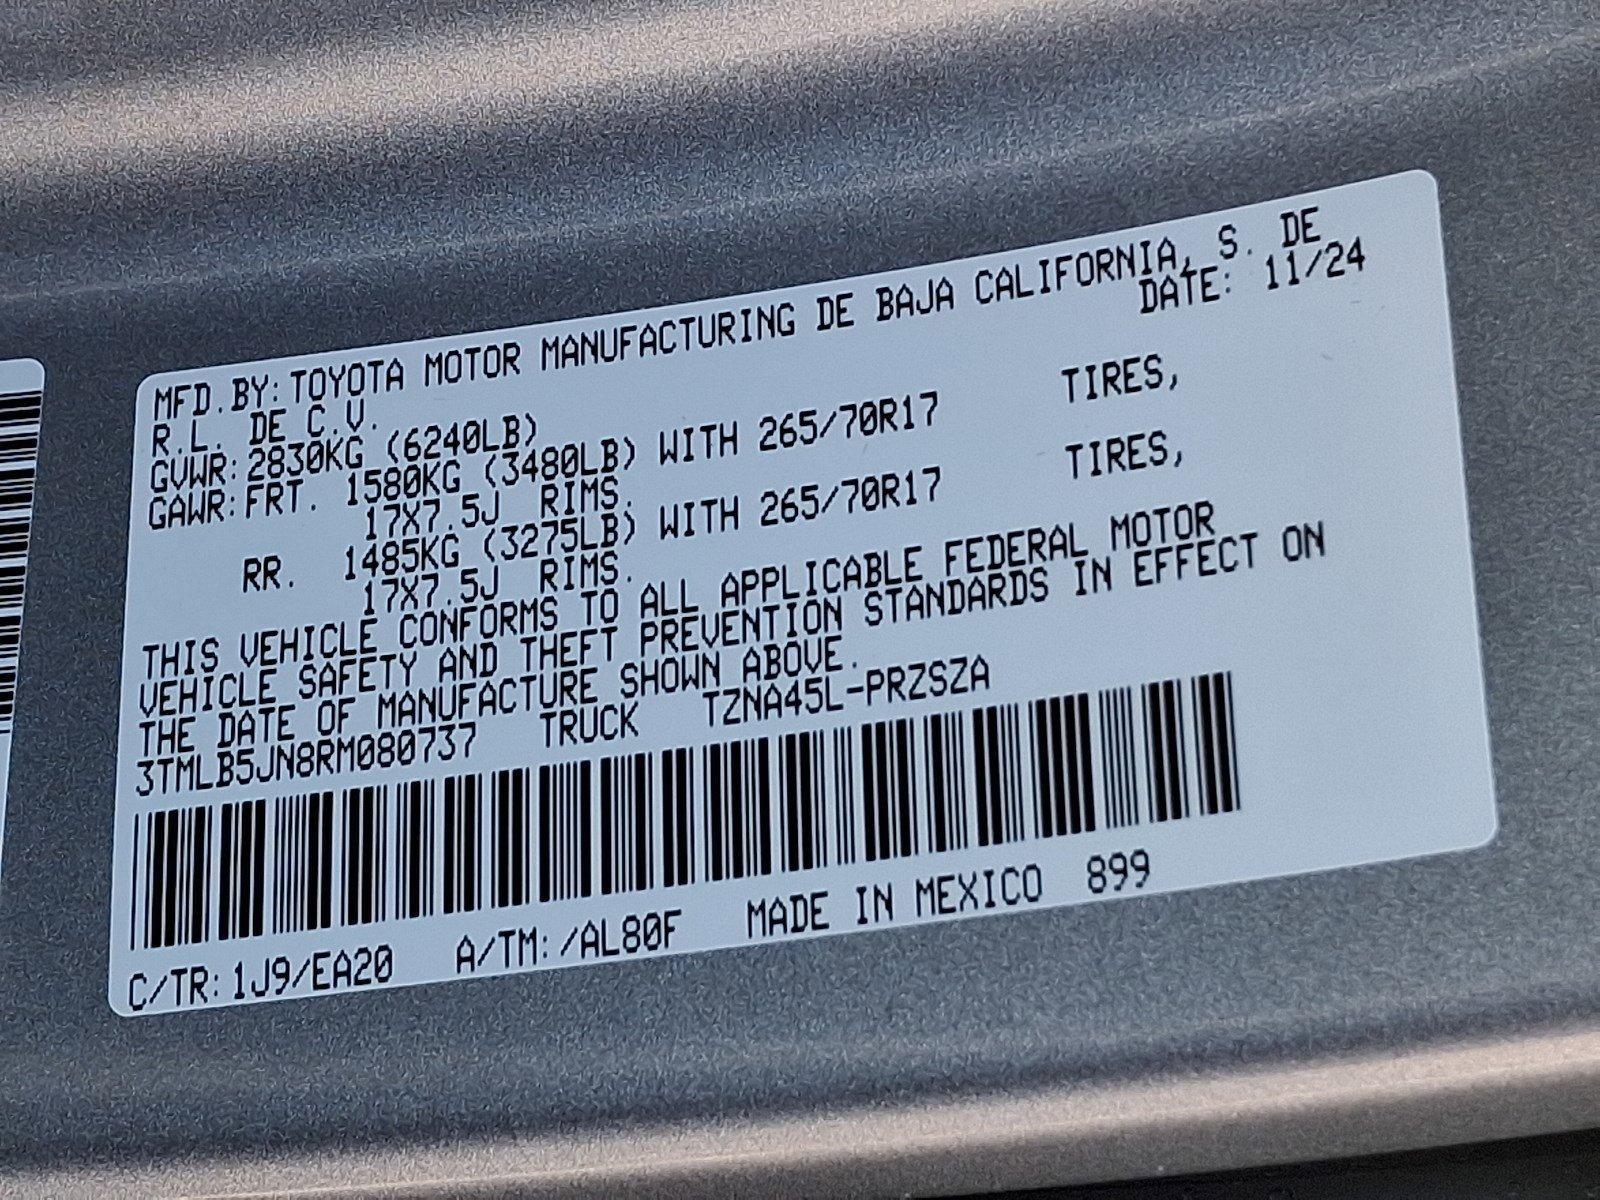 MFD.BY:TOYOTA MOTOR MANUFACTURING DE BAJA CALIFORNIA, S. DE
R.L. DE C.V. DATE: 11/24
GVWR:2830KG (6240LB)
GAWR:FRT. 1580KG (3480LB) WITH 265/70R17 TIRES,
17X7.5J RIMS.
RR. 1485KG (3275LB) WITH 265/70R17 TIRES,
17X7.5J RIMS.
THIS VEHICLE CONFORMS TO ALL APPLICABLE FEDERAL MOTOR
VEHICLE SAFETY AND THEFT PREVENTION STANDARDS IN EFFECT ON
THE DATE OF MANUFACTURE SHOWN ABOVE.
3TMLB5JN8RM080737 TRUCK TZNA45L-PRZSZA
C/TR:1J9/EA20 A/TM:/AL80F MADE IN MEXICO 899